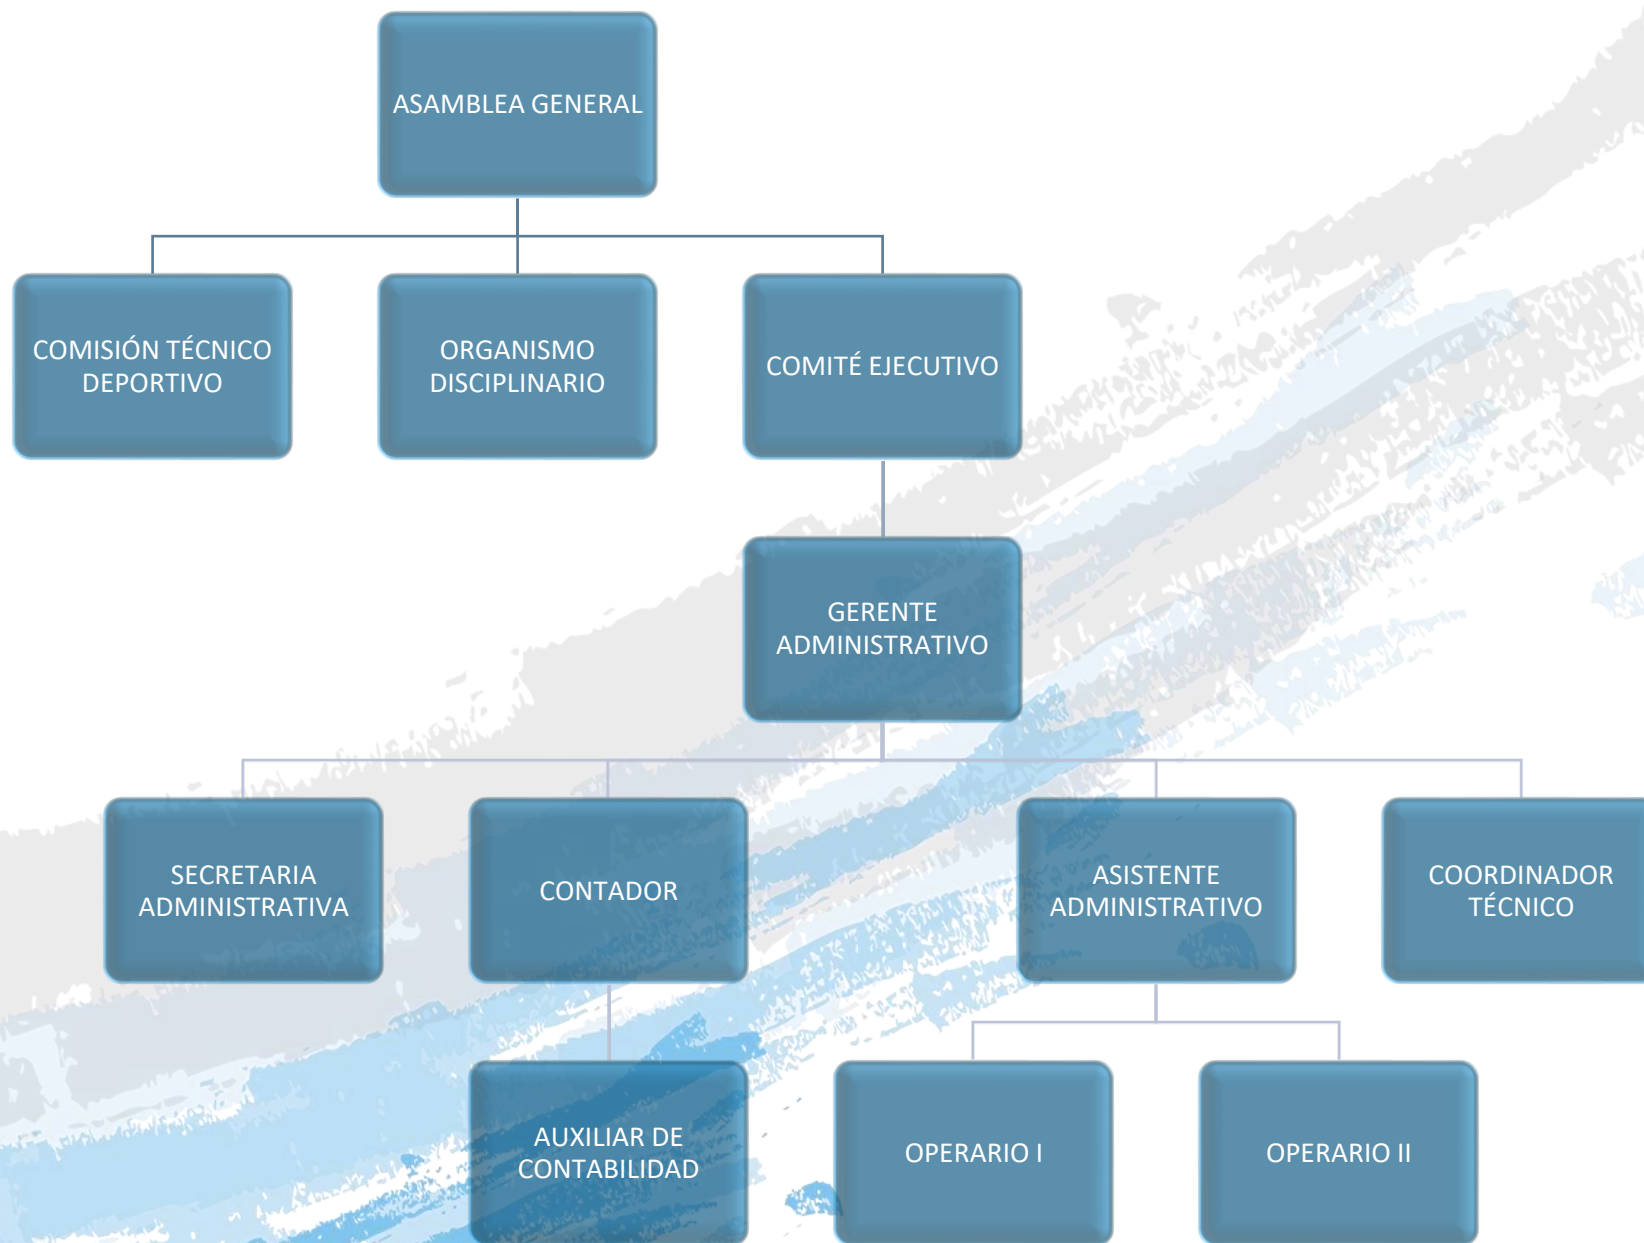 ASAMBLEA GENERAL
COMISIÓN TÉCNICO
DEPORTIVO
ORGANISMO
DISCIPLINARIO
COMITÉ EJECUTIVO
GERENTE
ADMINISTRATIVO
SECRETARIA
ADMINISTRATIVA
CONTADOR
ASISTENTE
ADMINISTRATIVO
COORDINADOR
TÉCNICO
AUXILIAR DE
CONTABILIDAD
OPERARIO I
OPERARIO II